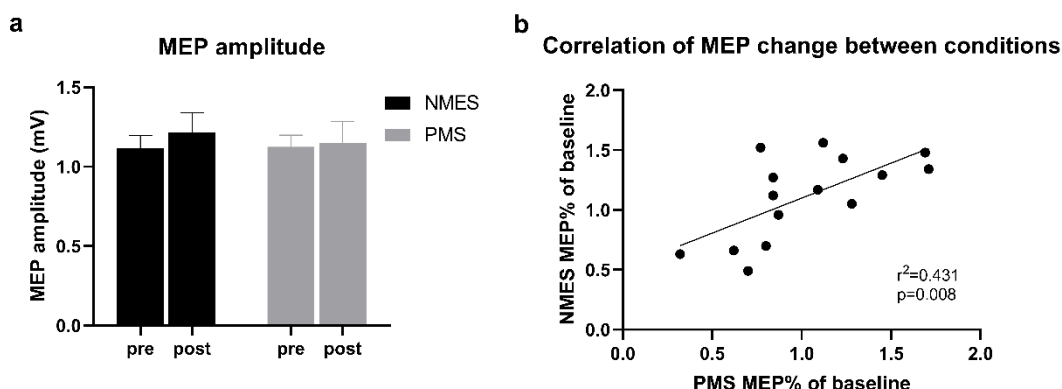 a
MEP amplitude
MEP amplitude (mV)
1.5
1.0
0.5
0.0
pre post pre post
NMES
PMS
b
Correlation of MEP change between conditions
NMES MEP% of baseline
2.0
1.5
1.0
0.5
0.0
r²=0.431
p=0.008
0.0 0.5 1.0 1.5 2.0
PMS MEP% of baseline